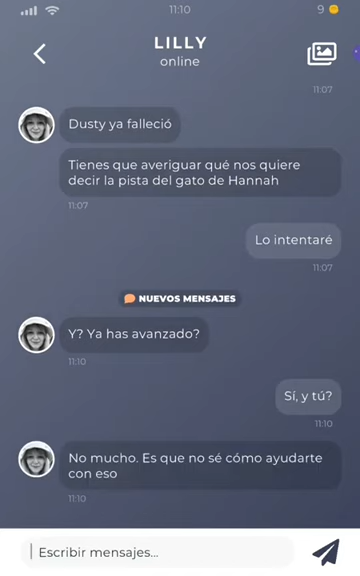 11:10
9
LILLY
online
11:07
Dusty ya falleció
Tienes que averiguar qué nos quiere
decir la pista del gato de Hannah
11:07
Lo intentaré
11:07
NUEVOS MENSAJES
Y? Ya has avanzado?
11:10
Sí, y tú?
11:10
No mucho. Es que no sé cómo ayudarte
con eso
11:10
Escribir mensajes...